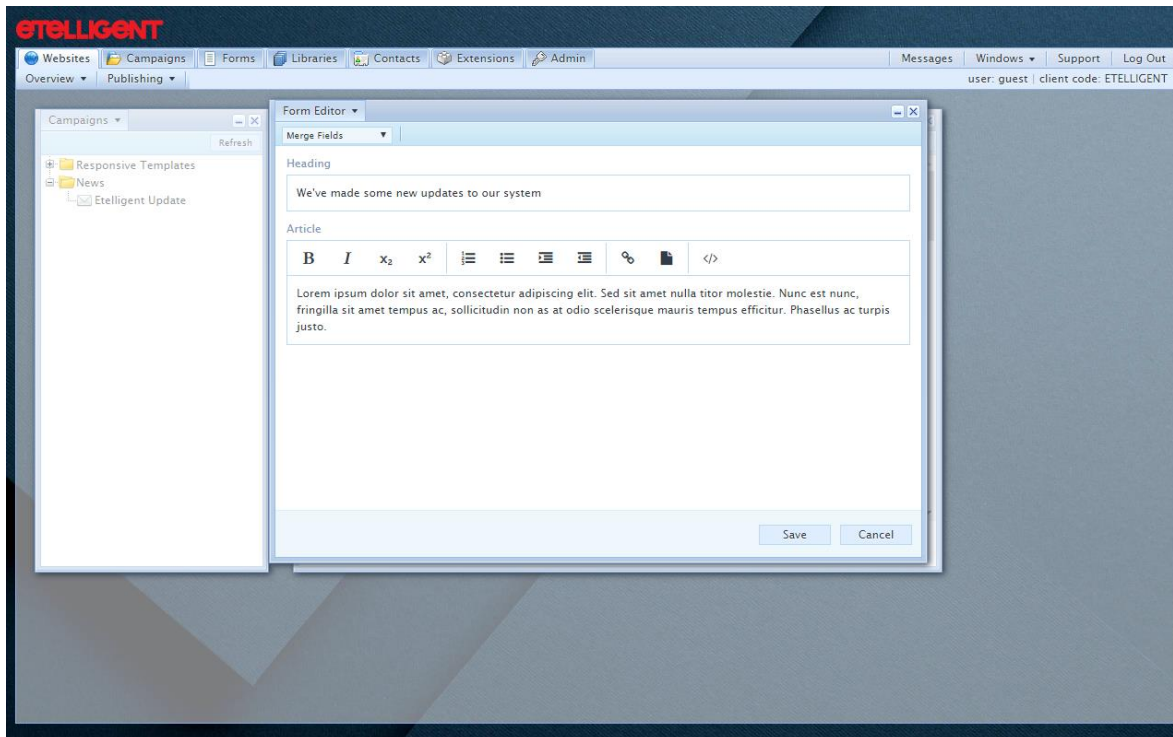 etelligent
Websites Campaigns Forms Libraries Contacts Extensions Admin Messages Windows Support Log Out
Overview Publishing user: guest | client code: ETELLIGENT
Campaigns
Refresh
Responsive Templates
News
Etelligent Update
Form Editor
Merge Fields
Heading
We've made some new updates to our system
Article
B I x₂ x² </>
Lorem ipsum dolor sit amet, consectetur adipiscing elit. Sed sit amet nulla titor molestie. Nunc est nunc,
fringilla sit amet tempus ac, sollicitudin non as at odio scelerisque mauris tempus efficitur. Phasellus ac turpis
justo.
Save Cancel